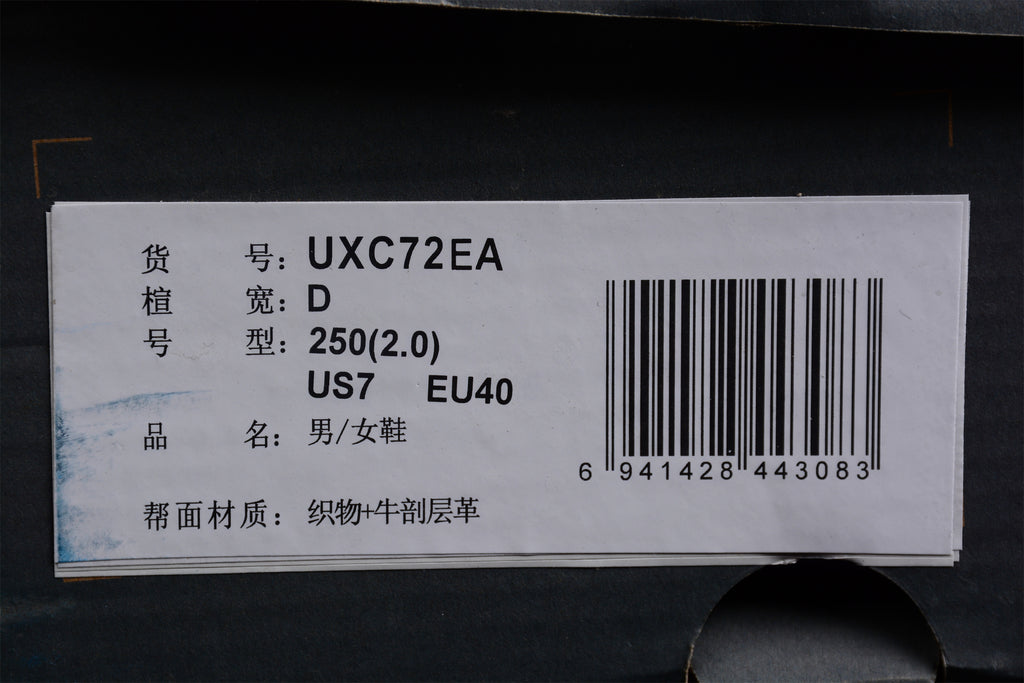 货 号：UXC72EA
楦 宽：D
号 型：250(2.0)
US7 EU40
品 名：男/女鞋
帮面材质：织物+牛剖层革
6 941428 443083